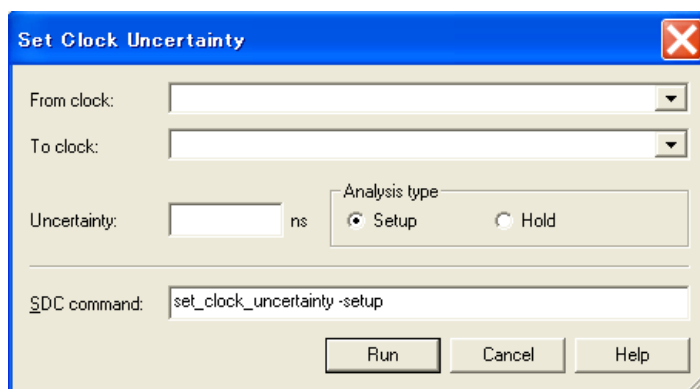 Set Clock Uncertainty
From clock:
To clock:
Analysis type
Uncertainty: ns Setup Hold
SDC command: set_clock_uncertainty -setup
Run Cancel Help